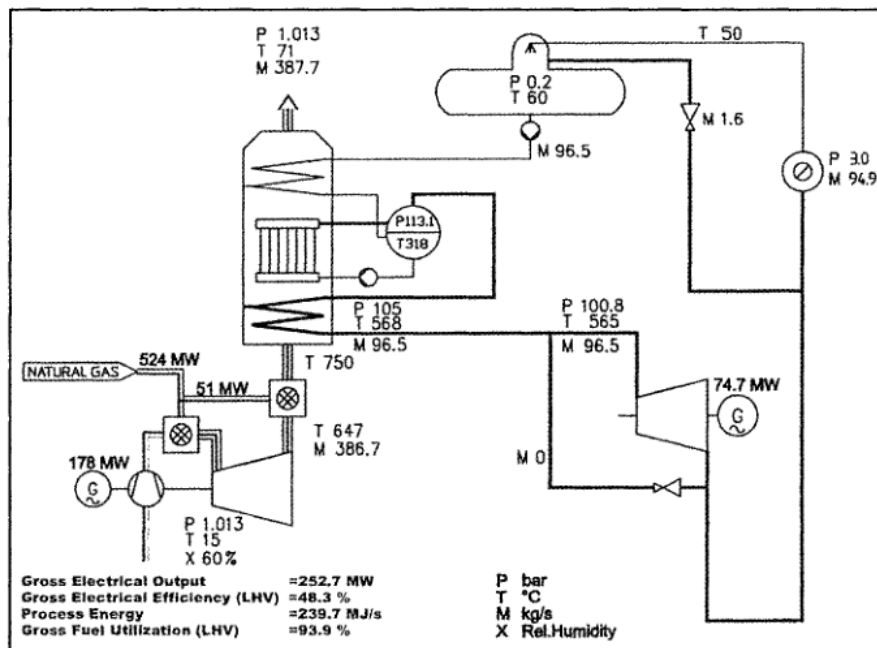 P 1.013
T 71
M 387.7
T 50
P 0.2
T 60
M 1.6
M 96.5
P 3.0
M 94.9
P113.1
T318
P 105
T 568
M 96.5
P 100.8
T 565
M 96.5
T 750
524 MW
NATURAL GAS
51 MW
74.7 MW
G
T 647
M 386.7
M 0
178 MW
G
P 1.013
T 15
X 60%
Gross Electrical Output =252.7 MW
Gross Electrical Efficiency (LHV) =48.3 %
Process Energy =239.7 MJ/s
Gross Fuel Utilization (LHV) =93.9 %
P bar
T °C
M kg/s
X Rel.Humidity